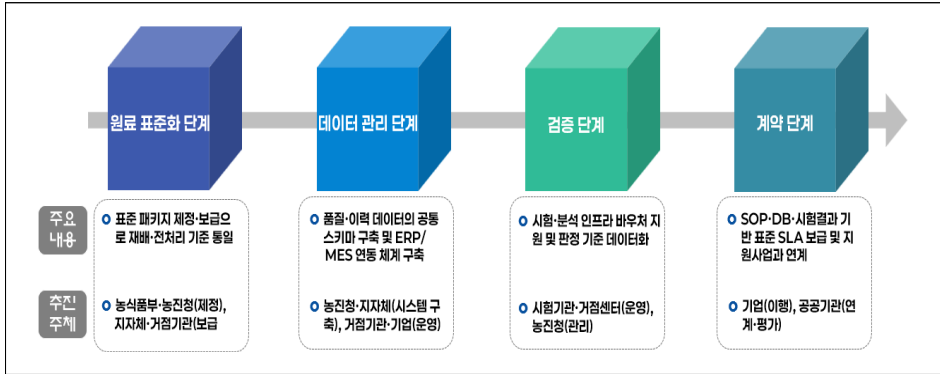 원료 표준화 단계
데이터 관리 단계
검증 단계
계약 단계
주요
내용
표준 패키지 제정·보급으
로 재배·전처리 기준 통일
품질·이력 데이터의 공통
스키마 구축 및 ERP/
MES 연동 체계 구축
시험·분석 인프라 바우처 지
원 및 판정 기준 데이터화
SOP·DB·시험결과 기
반 표준 SLA 보급 및 지
원사업과 연계
추진
주체
농식품부·농진청(제정),
지자체·거점기관(보급
농진청·지자체(시스템 구
축), 거점기관·기업(운영)
시험기관·거점센터(운영),
농진청(관리)
기업(이행), 공공기관(연
계·평가)